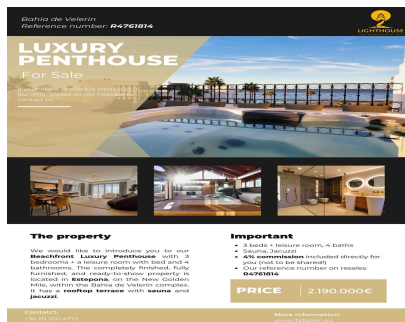 Bahia de Velerin
Reference number: R4761814
LIGHTHOUSE
LUXURY
PENTHOUSE
For Sale
contact us.
The property
We would like to introduce you to our
Beachfront Luxury Penthouse with 3
bedrooms + a leisure room with bed and 4
bathrooms. The completely finished, fully
furnished, and ready-to-show property is
located in Estepona, on the New Golden
Mile, within the Bahia de Velerin complex.
It has a rooftop terrace with sauna and
jacuzzi.
Important
3 beds + leisure room, 4 baths
Sauna, Jacuzzi
4% commission included directly for
you (not to be shared!)
Our reference number on resales:
R4761814
PRICE
2.190.000€
Contact:
More information: